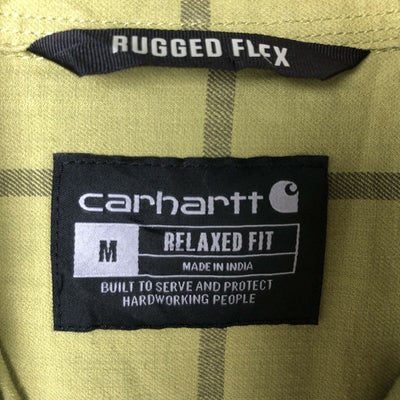 RUGGED FLEX
carhartt
M
RELAXED FIT
MADE IN INDIA
BUILT TO SERVE AND PROTECT
HARDWORKING PEOPLE